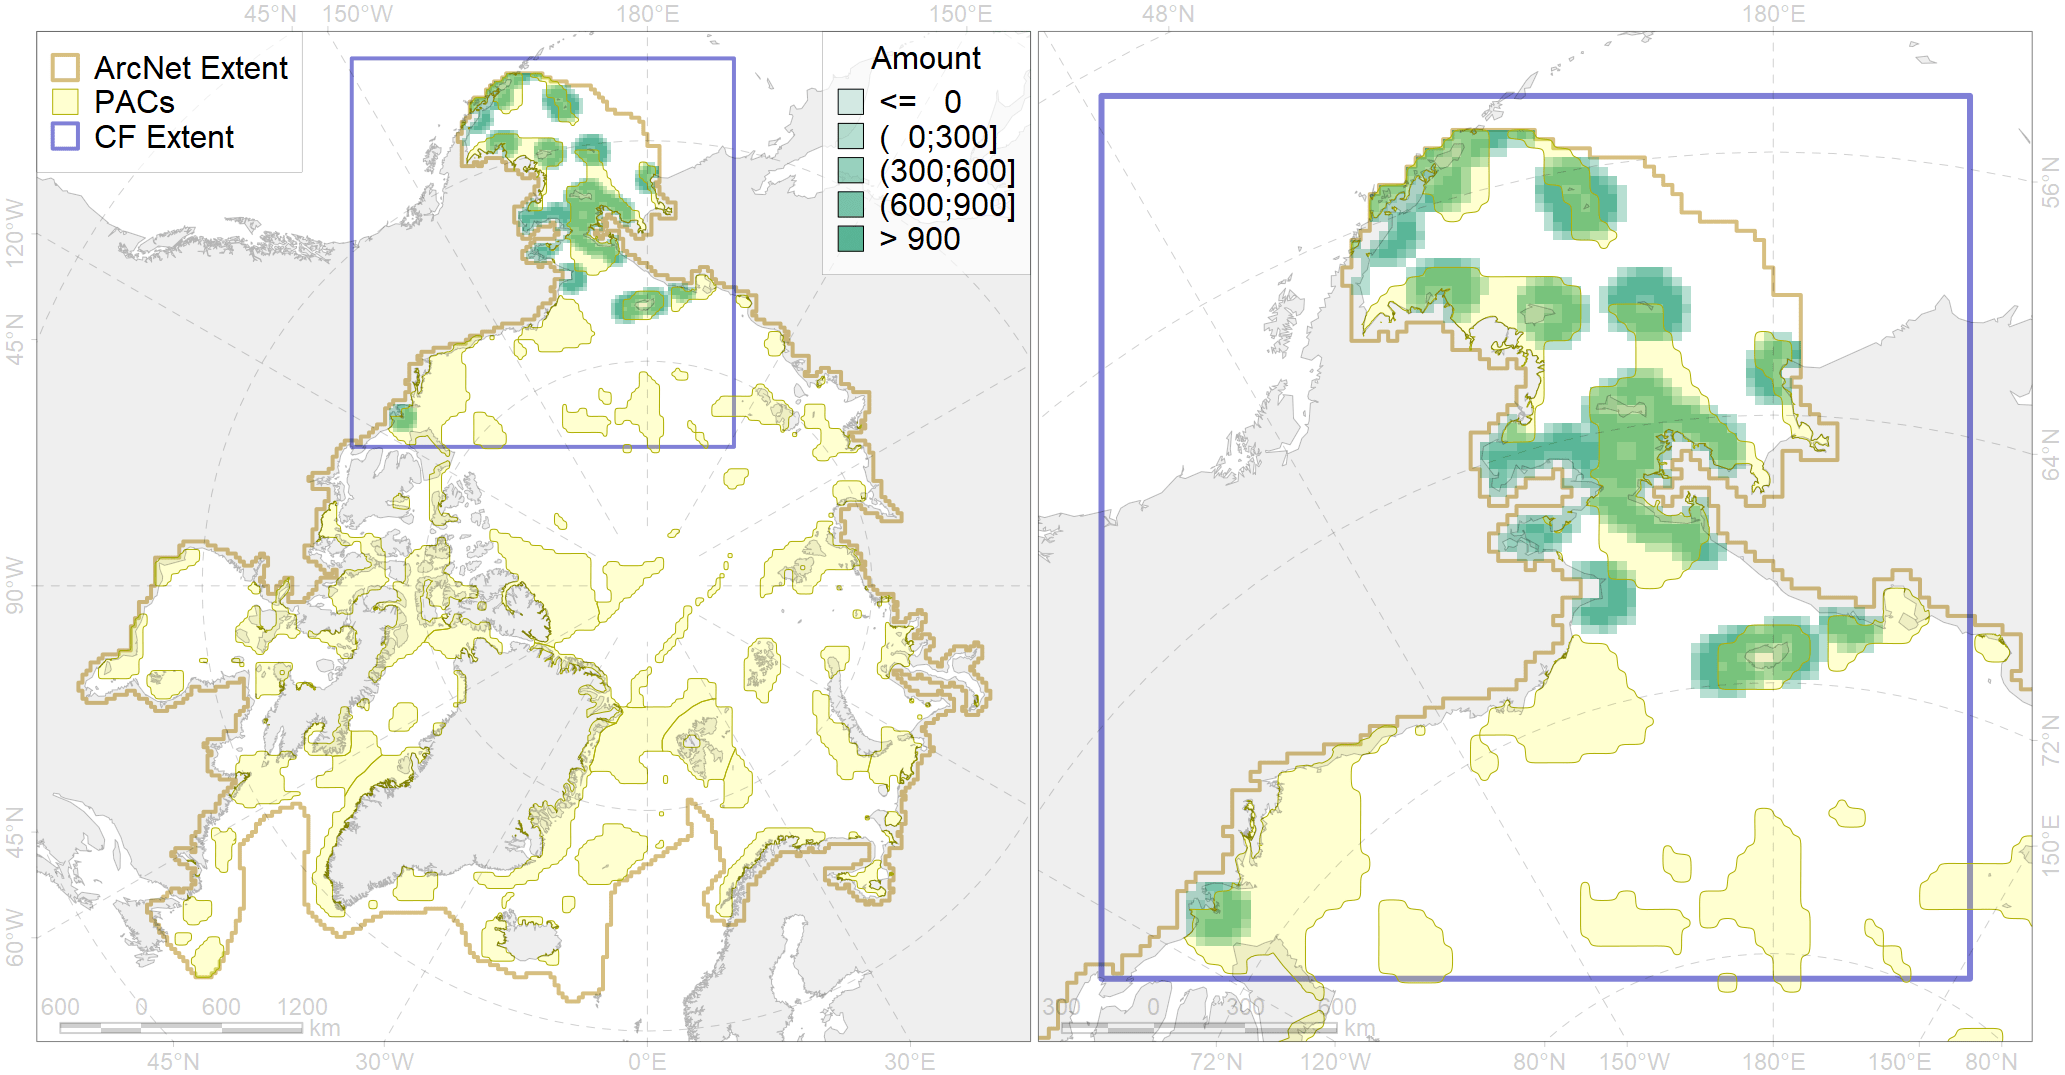 45°N 150°W 180°E 150°E 48°N 180°E
ArcNet Extent
PACs
CF Extent
Amount
<= 0
( 0;300]
(300;600]
(600;900]
> 900
120°W
45°N
90°W
45°N
60°W
56°N
64°N
72°N
150°E
600 0 600 1200
km
300 0 300 600
km
45°N 30°W 0°E 30°E 72°N 120°W 80°N 150°W 180°E 150°E 80°N